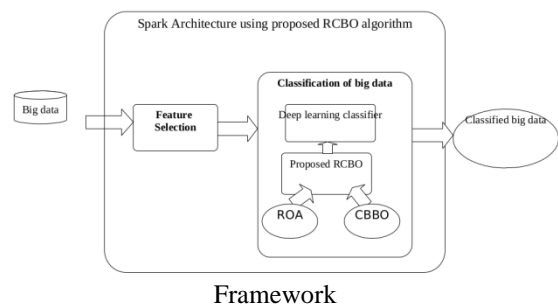 Spark Architecture using proposed RCBO algorithm
Big data
Feature
Selection
Classification of big data
Deep learning classifier
Proposed RCBO
ROA
CBBO
Classified big data
Framework